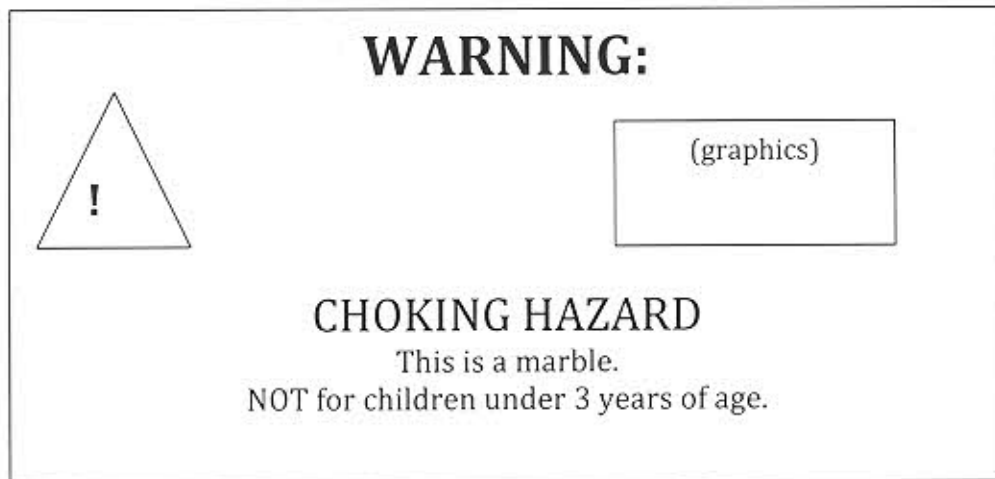 WARNING:
!
(graphics)
CHOKING HAZARD
This is a marble.
NOT for children under 3 years of age.